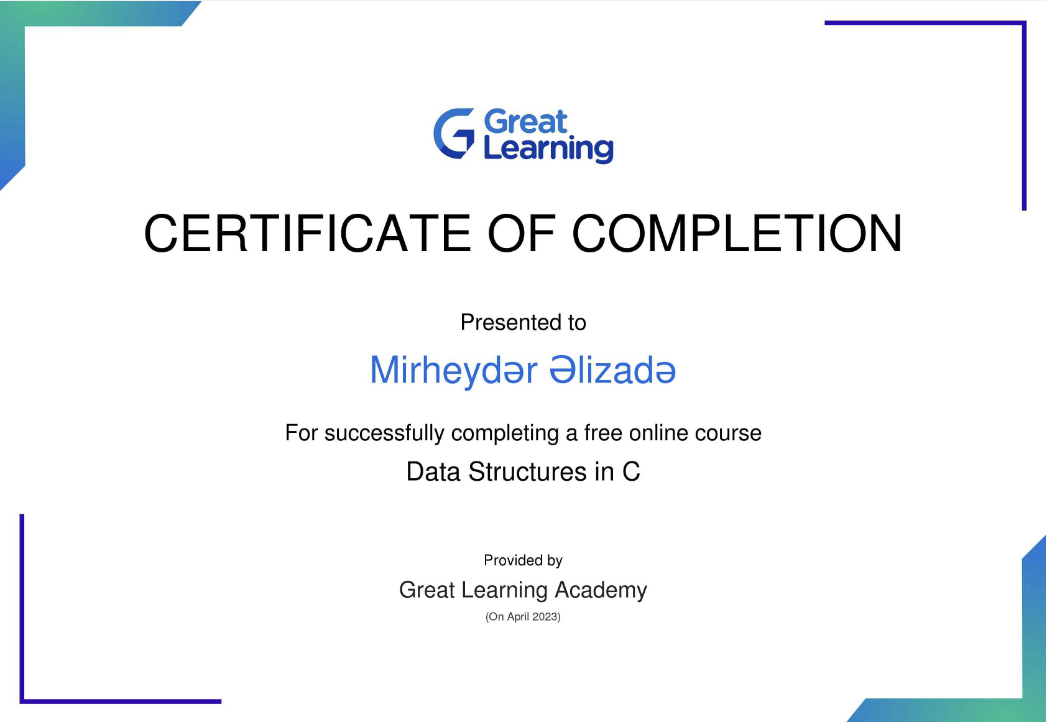 Great
Learning
CERTIFICATE OF COMPLETION
Presented to
Mirheydər Əlizadə
For successfully completing a free online course
Data Structures in C
Provided by
Great Learning Academy
(On April 2023)